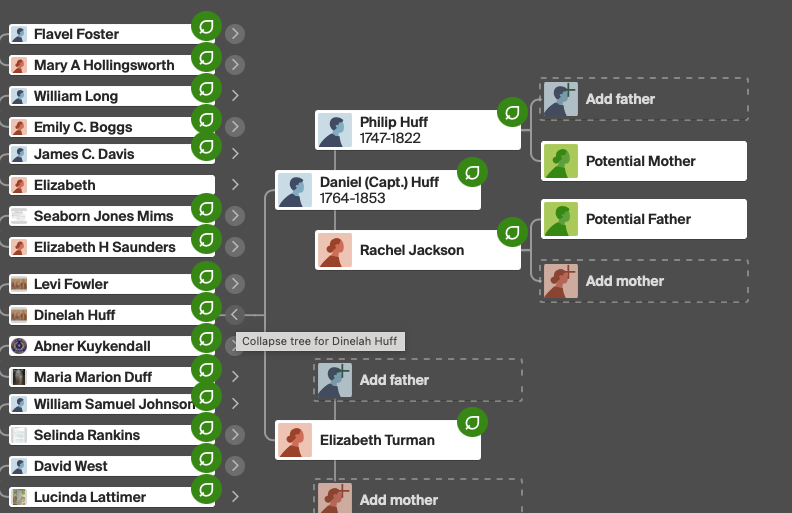 Flavel Foster
Mary A Hollingsworth
William Long
Emily C. Boggs
James C. Davis
Elizabeth
Seaborn Jones Mims
Elizabeth H Saunders
Levi Fowler
Dinelah Huff
Abner Kuykendall
Maria Marion Duff
William Samuel Johnson
Selinda Rankins
David West
Lucinda Lattimer
Collapse tree for Dinelah Huff
Philip Huff
1747-1822
Daniel (Capt.) Huff
1764-1853
Rachel Jackson
Add father
Elizabeth Turman
Add mother
Add father
Potential Mother
Potential Father
Add mother